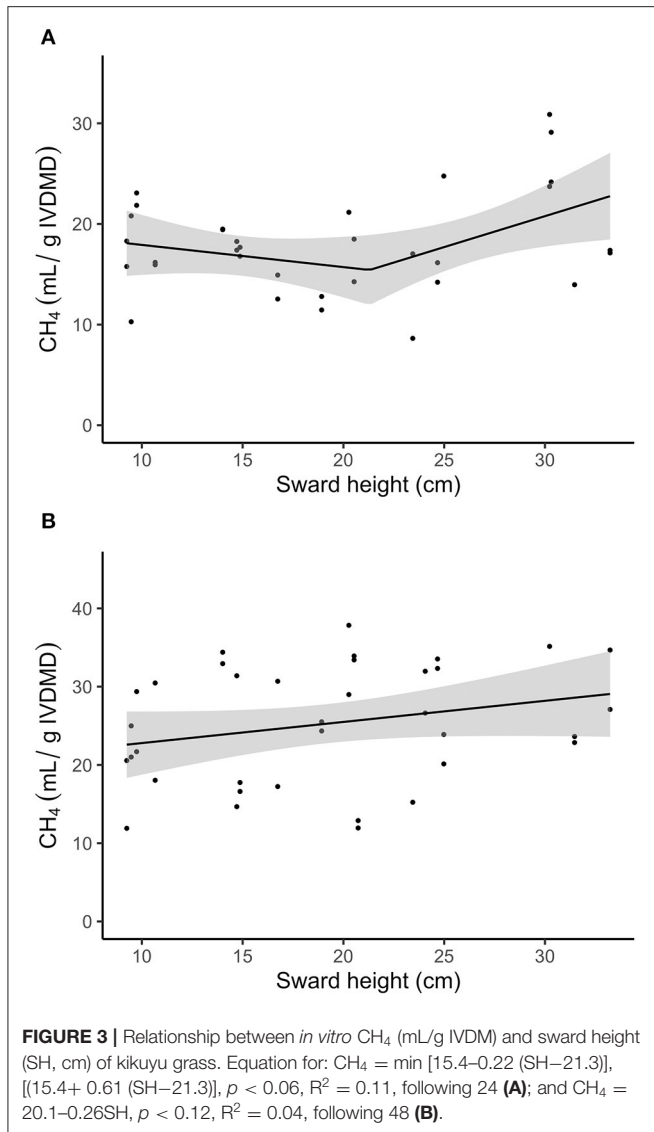 A
CH₄ (mL/ g IVDMD)
30
20
10
0
10 15 20 25 30
Sward height (cm)
B
CH₄ (mL/ g IVDMD)
40
30
20
10
0
10 15 20 25 30
Sward height (cm)
FIGURE 3 | Relationship between in vitro CH₄ (mL/g IVDM) and sward height
(SH, cm) of kikuyu grass. Equation for: CH₄ = min [15.4–0.22 (SH−21.3)],
[(15.4+ 0.61 (SH−21.3)], p < 0.06, R² = 0.11, following 24 (A); and CH₄ =
20.1–0.26SH, p < 0.12, R² = 0.04, following 48 (B).